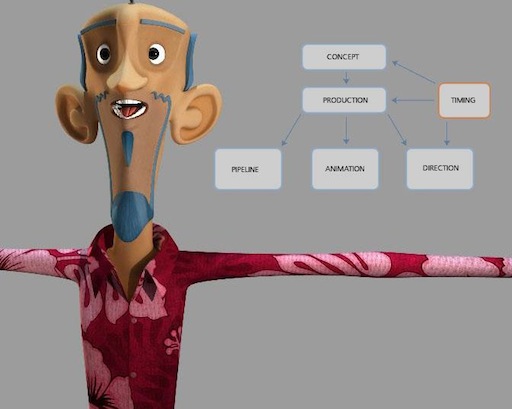 CONCEPT
PRODUCTION
TIMING
PIPELINE
ANIMATION
DIRECTION